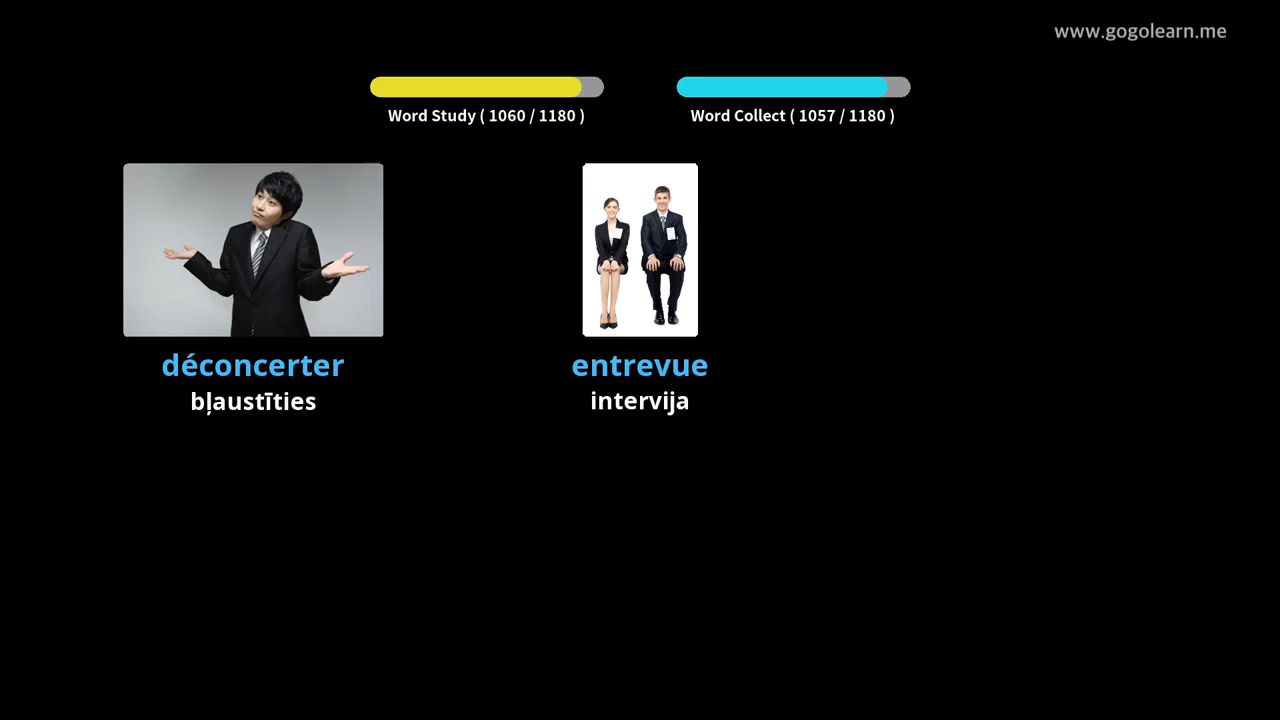 www.gogolearn.me
Word Study ( 1060 / 1180 )
Word Collect ( 1057 / 1180 )
déconcerter
bļaustīties
entrevue
intervija